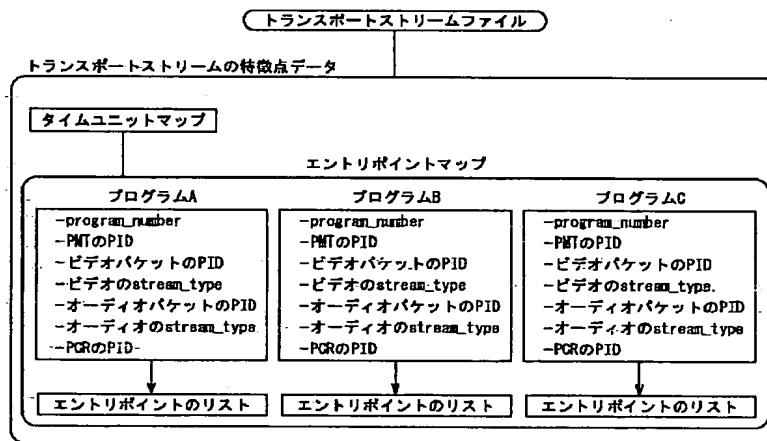 トランスポートストリームファイル
トランスポートストリームの特徴点データ
タイムユニットマップ
エントリポイントマップ
プログラムA
-program_number
-PMTのPID
-ビデオパケットのPID
-ビデオのstream_type
-オーディオパケットのPID
-オーディオのstream_type
-PCRのPID
エントリポイントのリスト
プログラムB
-program_number
-PMTのPID
-ビデオパケットのPID
-ビデオのstream_type
-オーディオパケットのPID
-オーディオのstream_type
-PCRのPID
エントリポイントのリスト
プログラムC
-program_number
-PMTのPID
-ビデオパケットのPID
-ビデオのstream_type.
-オーディオパケットのPID
-オーディオのstream_type
-PCRのPID
エントリポイントのリスト